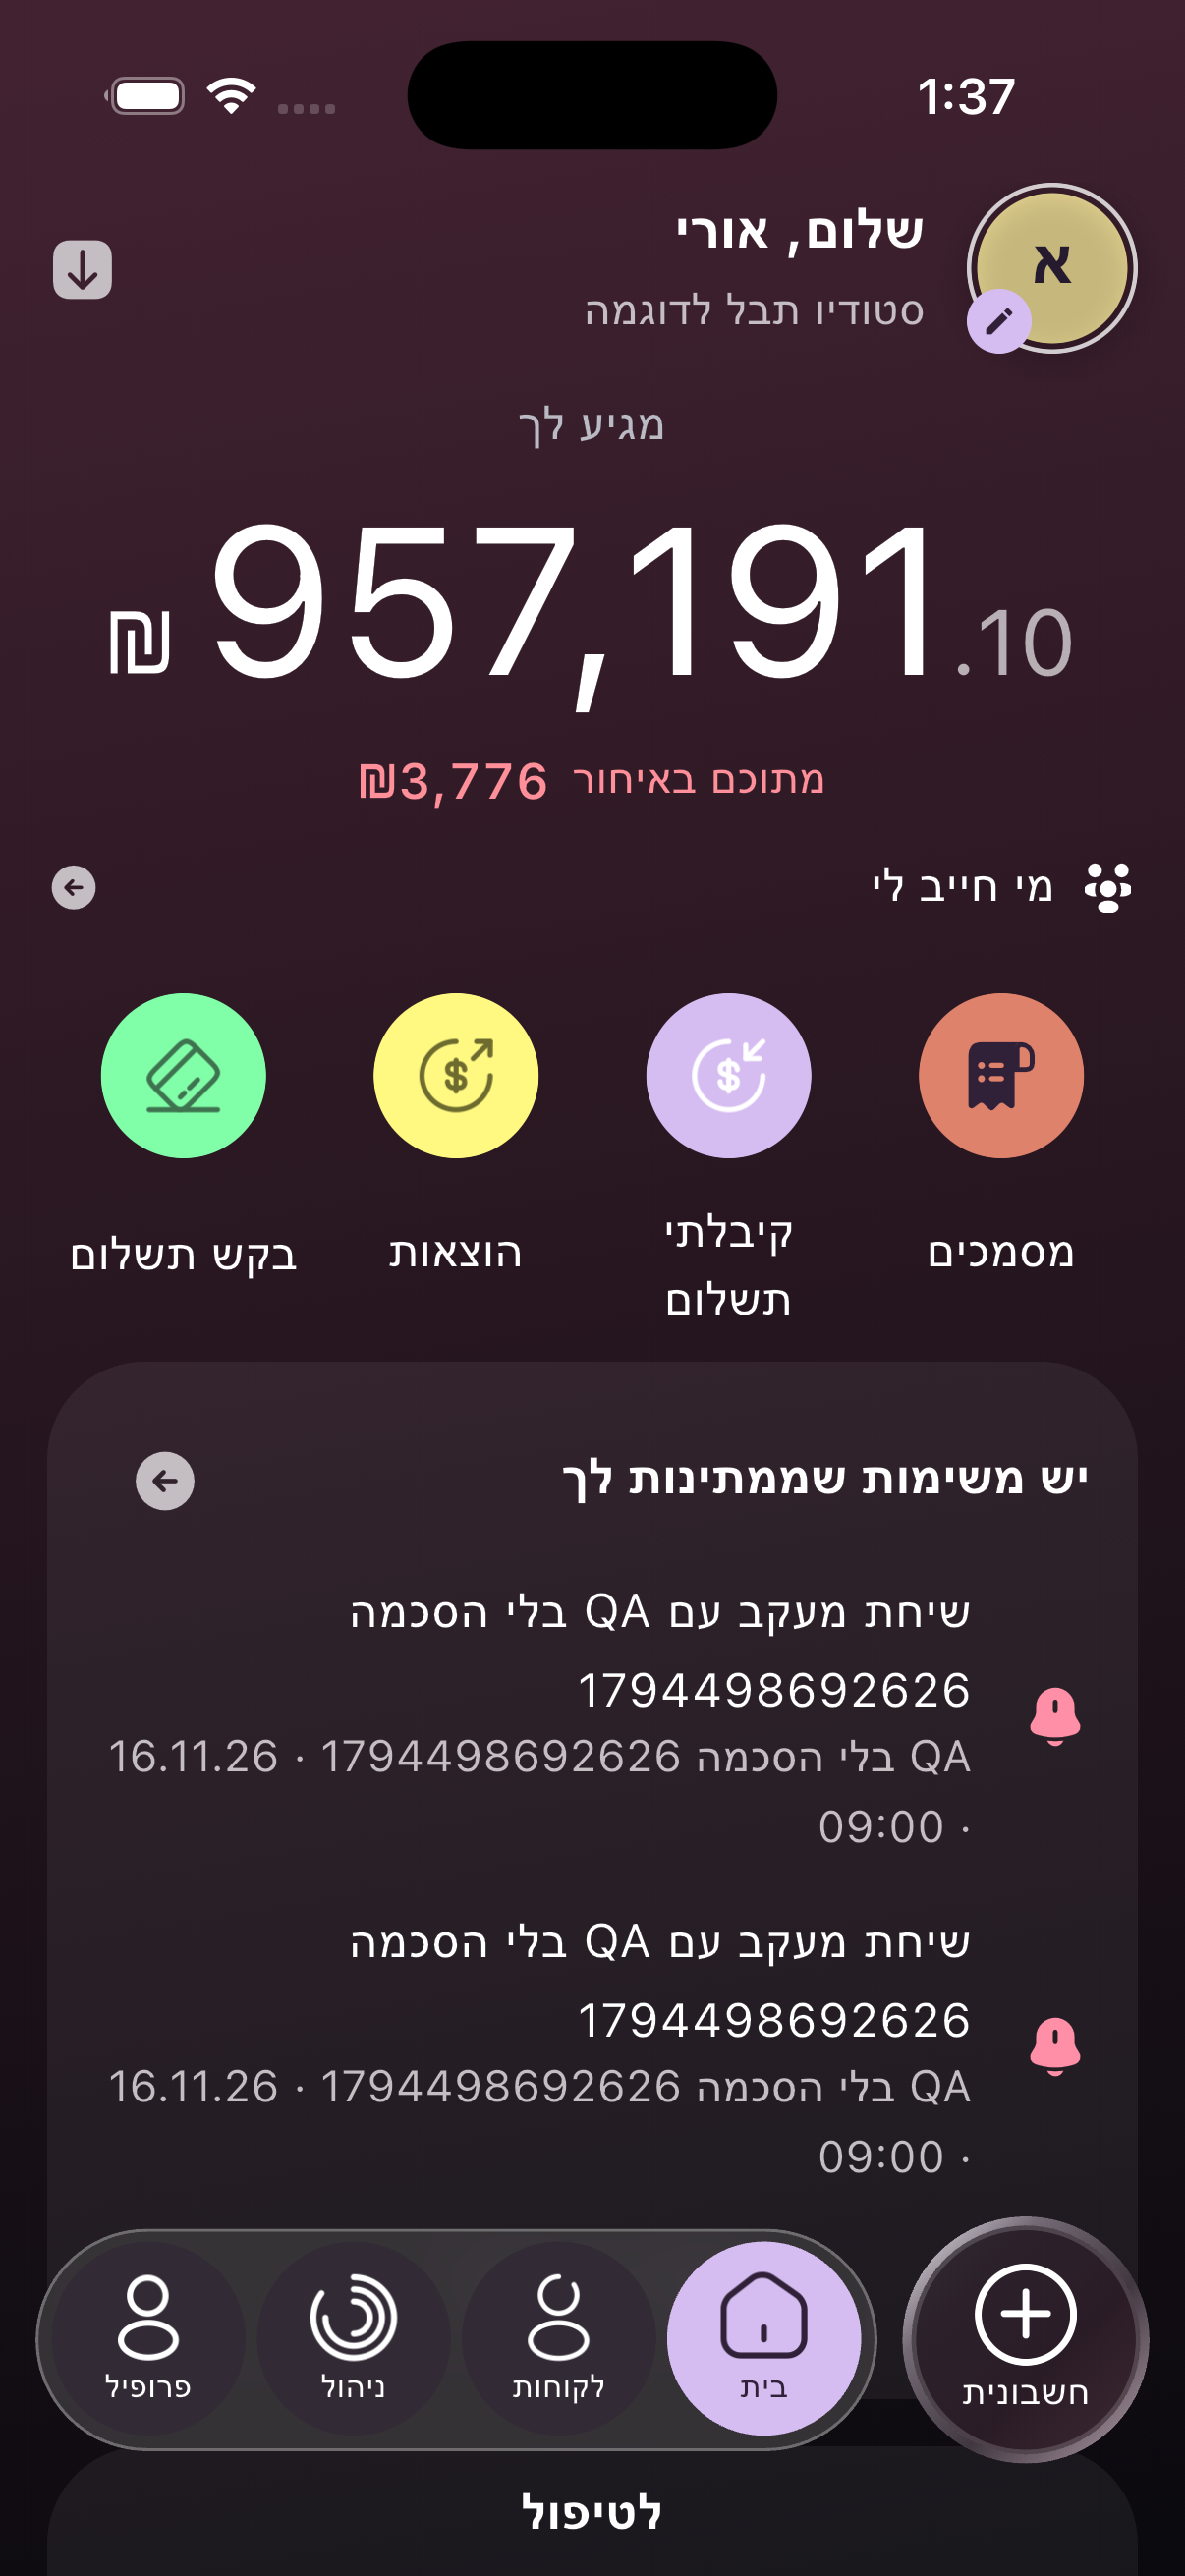 1:37
שלום, אורי
א
סטודיו תבל לדוגמה
מגיע לך
₪ 957,191.10
מתוכם באיחור ₪3,776
מי חייב לי
מסמכים
קיבלתי תשלום
הוצאות
בקש תשלום
יש משימות שממתינות לך
שיחת מעקב עם QA בלי הסכמה
1794498692626
QA בלי הסכמה 1794498692626 · 16.11.26
· 09:00
שיחת מעקב עם QA בלי הסכמה
1794498692626
QA בלי הסכמה 1794498692626 · 16.11.26
· 09:00
חשבונית
בית
לקוחות
ניהול
פרופיל
לטיפול